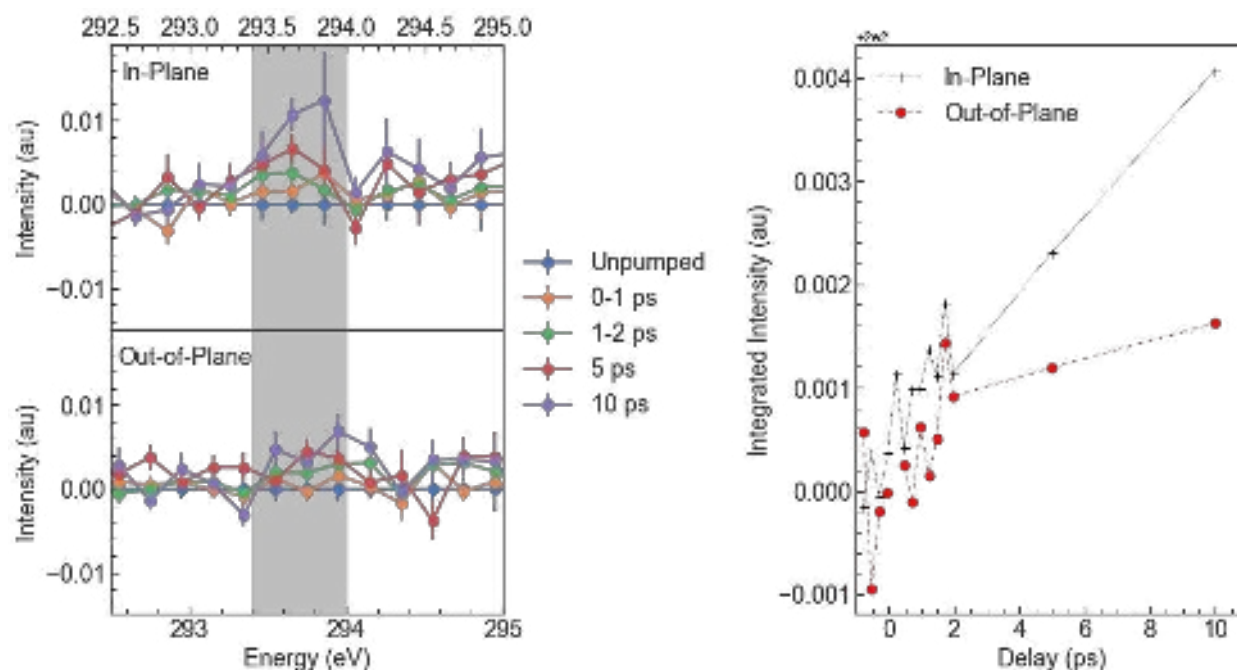 292.5 293.0 293.5 294.0 294.5 295.0
In-Plane
0.01
0.00
−0.01
Intensity (au)
Out-of-Plane
0.01
0.00
−0.01
Intensity (au)
293 294 295
Energy (eV)
Unpumped
0-1 ps
1-2 ps
5 ps
10 ps
In-Plane
Out-of-Plane
0.004
0.003
0.002
0.001
0.000
−0.001
Integrated Intensity (au)
0 2 4 6 8 10
Delay (ps)